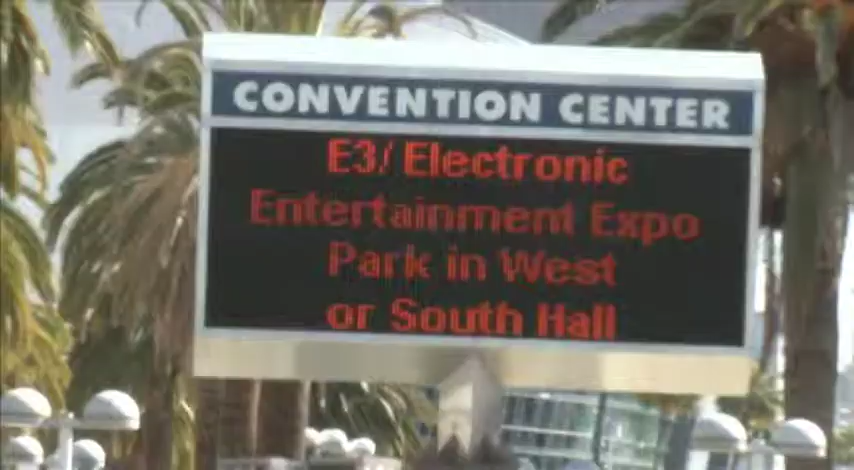 CONVENTION CENTER
E3/ Electronic
Entertainment Expo
Park in West
or South Hall